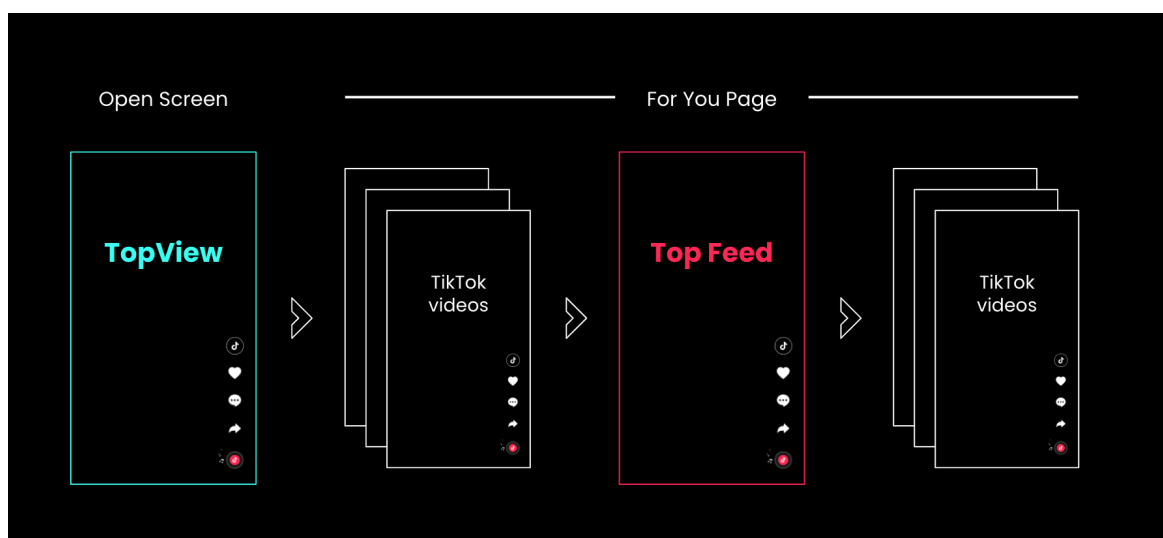 Open Screen
For You Page
TopView
TikTok
videos
Top Feed
TikTok
videos